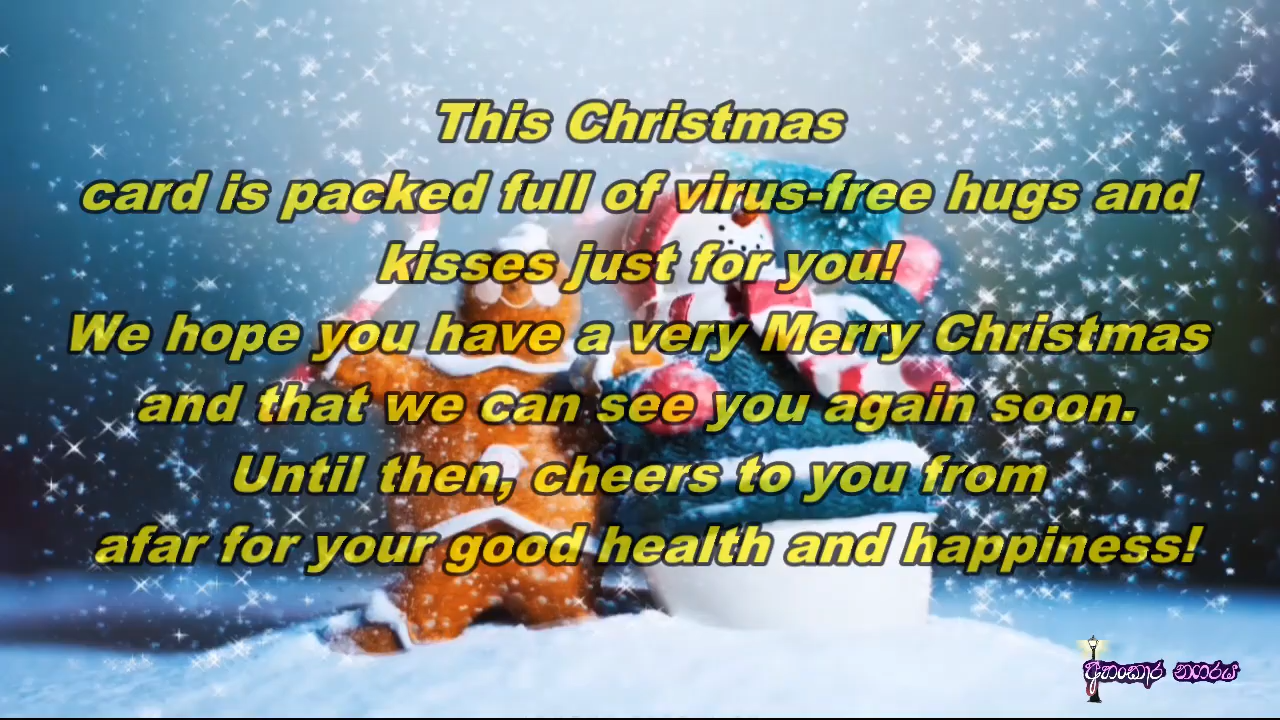 This Christmas
card is packed full of virus-free hugs and
kisses just for you!
We hope you have a very Merry Christmas
and that we can see you again soon.
Until then, cheers to you from
afar for your good health and happiness!
අහංකාර නගරය